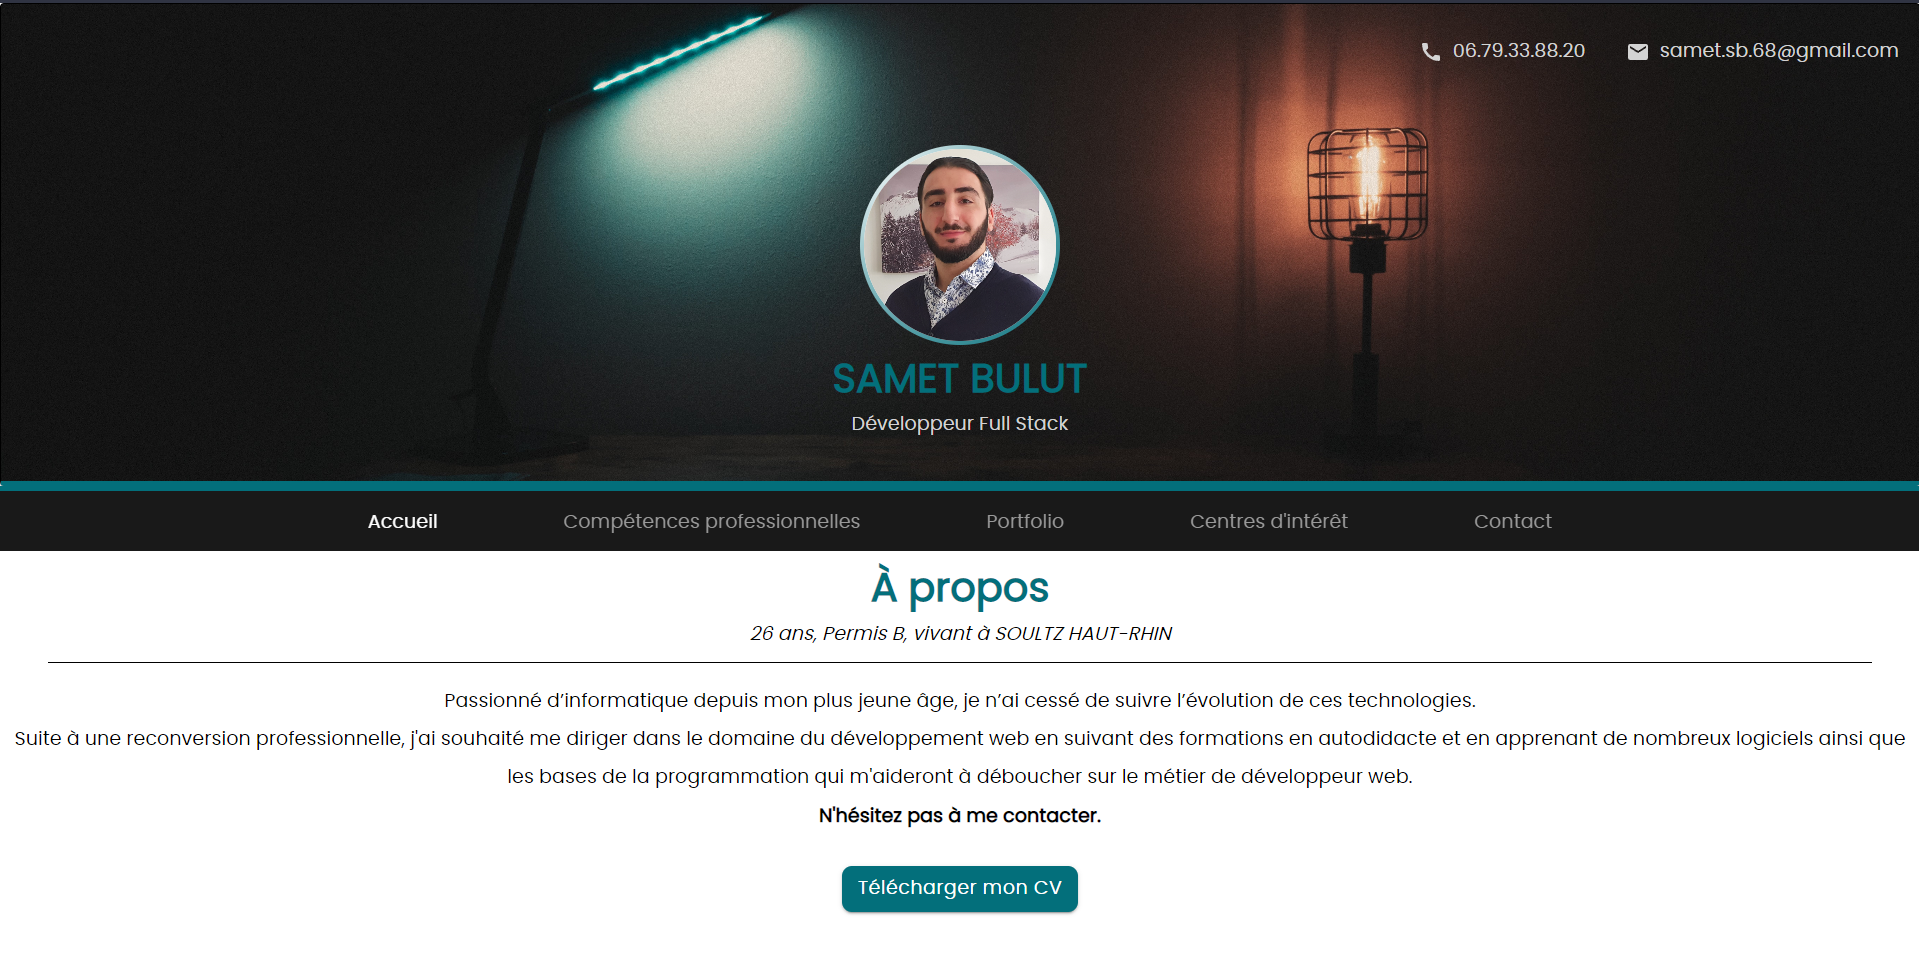 06.79.33.88.20 samet.sb.68@gmail.com
SAMET BULUT
Développeur Full Stack
Accueil Compétences professionnelles Portfolio Centres d'intérêt Contact
À propos
26 ans, Permis B, vivant à SOULTZ HAUT-RHIN
Passionné d’informatique depuis mon plus jeune âge, je n’ai cessé de suivre l’évolution de ces technologies.
Suite à une reconversion professionnelle, j'ai souhaité me diriger dans le domaine du développement web en suivant des formations en autodidacte et en apprenant de nombreux logiciels ainsi que
les bases de la programmation qui m'aideront à déboucher sur le métier de développeur web.
N'hésitez pas à me contacter.
Télécharger mon CV